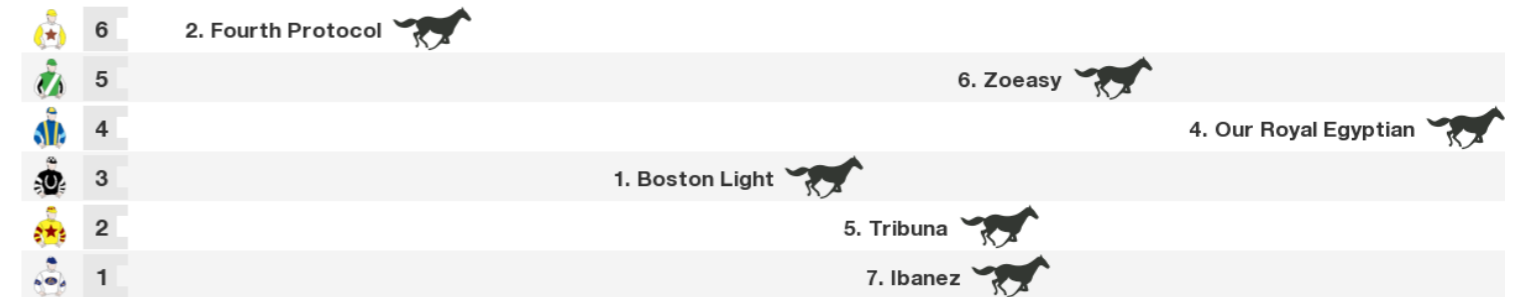 6 2. Fourth Protocol
5 6. Zoeasy
4 4. Our Royal Egyptian
3 1. Boston Light
2 5. Tribuna
1 7. Ibanez